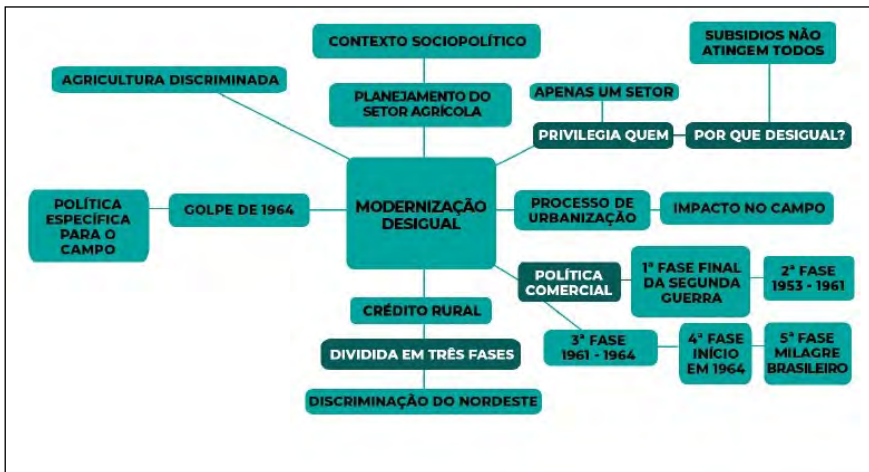 CONTEXTO SOCIOPOLÍTICO
SUBSIDIOS NÃO
ATINGEM TODOS
AGRICULTURA DISCRIMINADA
PLANEJAMENTO DO
SETOR AGRÍCOLA
APENAS UM SETOR
PRIVILEGIA QUEM
POR QUE DESIGUAL?
POLÍTICA
ESPECÍFICA
PARA O
CAMPO
GOLPE DE 1964
MODERNIZAÇÃO
DESIGUAL
PROCESSO DE
URBANIZAÇÃO
IMPACTO NO CAMPO
POLÍTICA
COMERCIAL
1ª FASE FINAL
DA SEGUNDA
GUERRA
2ª FASE
1953 - 1961
CRÉDITO RURAL
DIVIDIDA EM TRÊS FASES
DISCRIMINAÇÃO DO NORDESTE
3ª FASE
1961 - 1964
4ª FASE
INÍCIO
EM 1964
5ª FASE
MILAGRE
BRASILEIRO